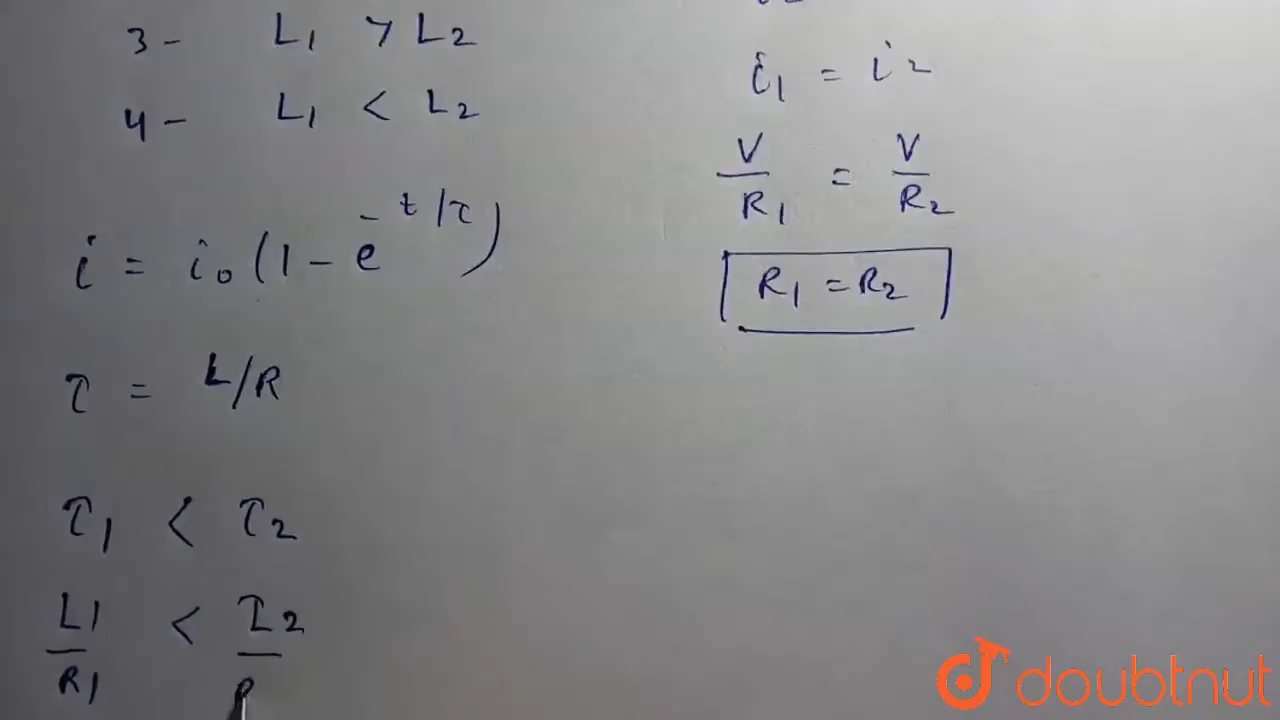 3 - L1 > L2
4 - L1 < L2
i = i0 (1 - e^-t/τ)
τ = L/R
τ1 < τ2
L1/R1 < τ2/R
i1 = i2
V/R1 = V/R2
R1 = R2
doubtnut